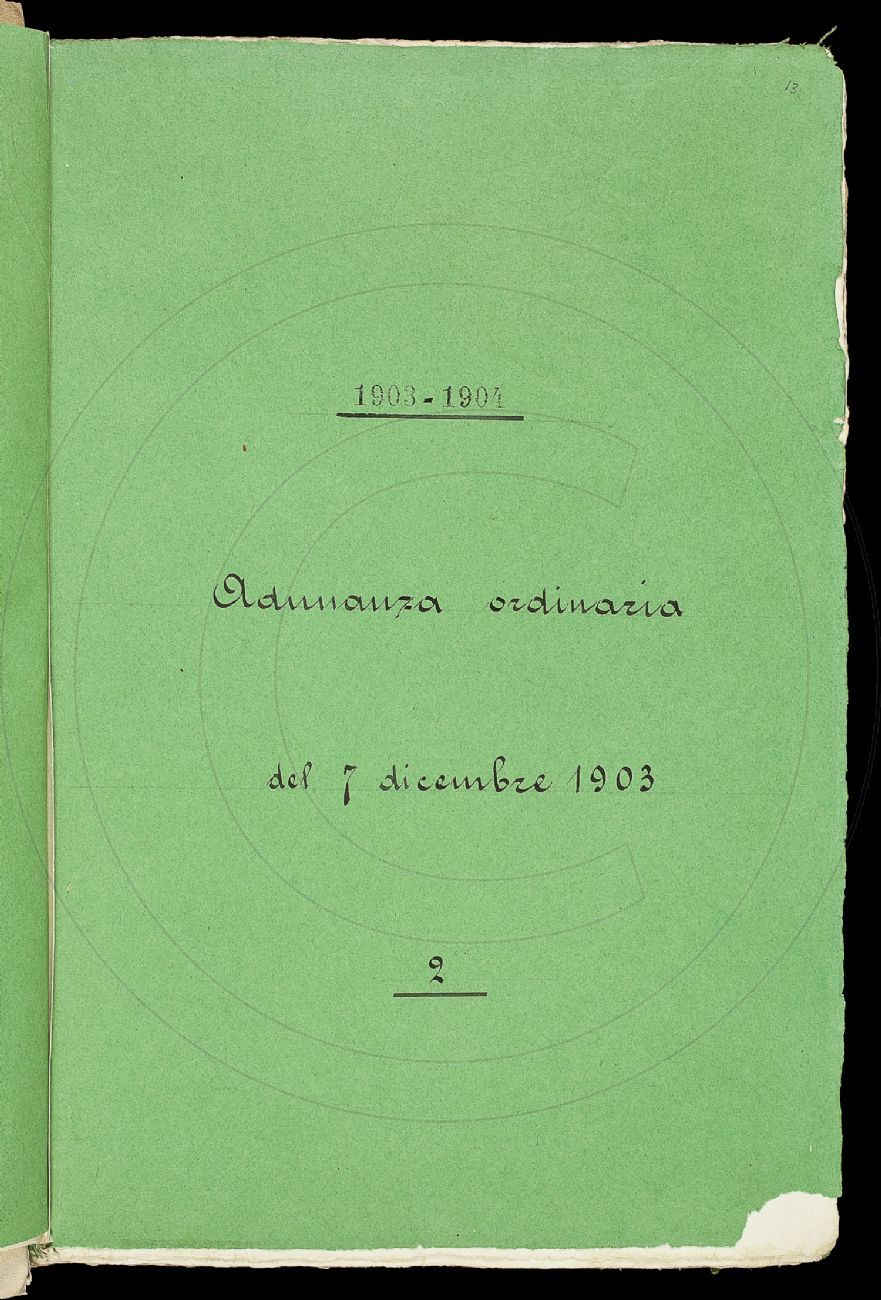 13
1903-1904
Adunanza ordinaria
del 7 dicembre 1903
2